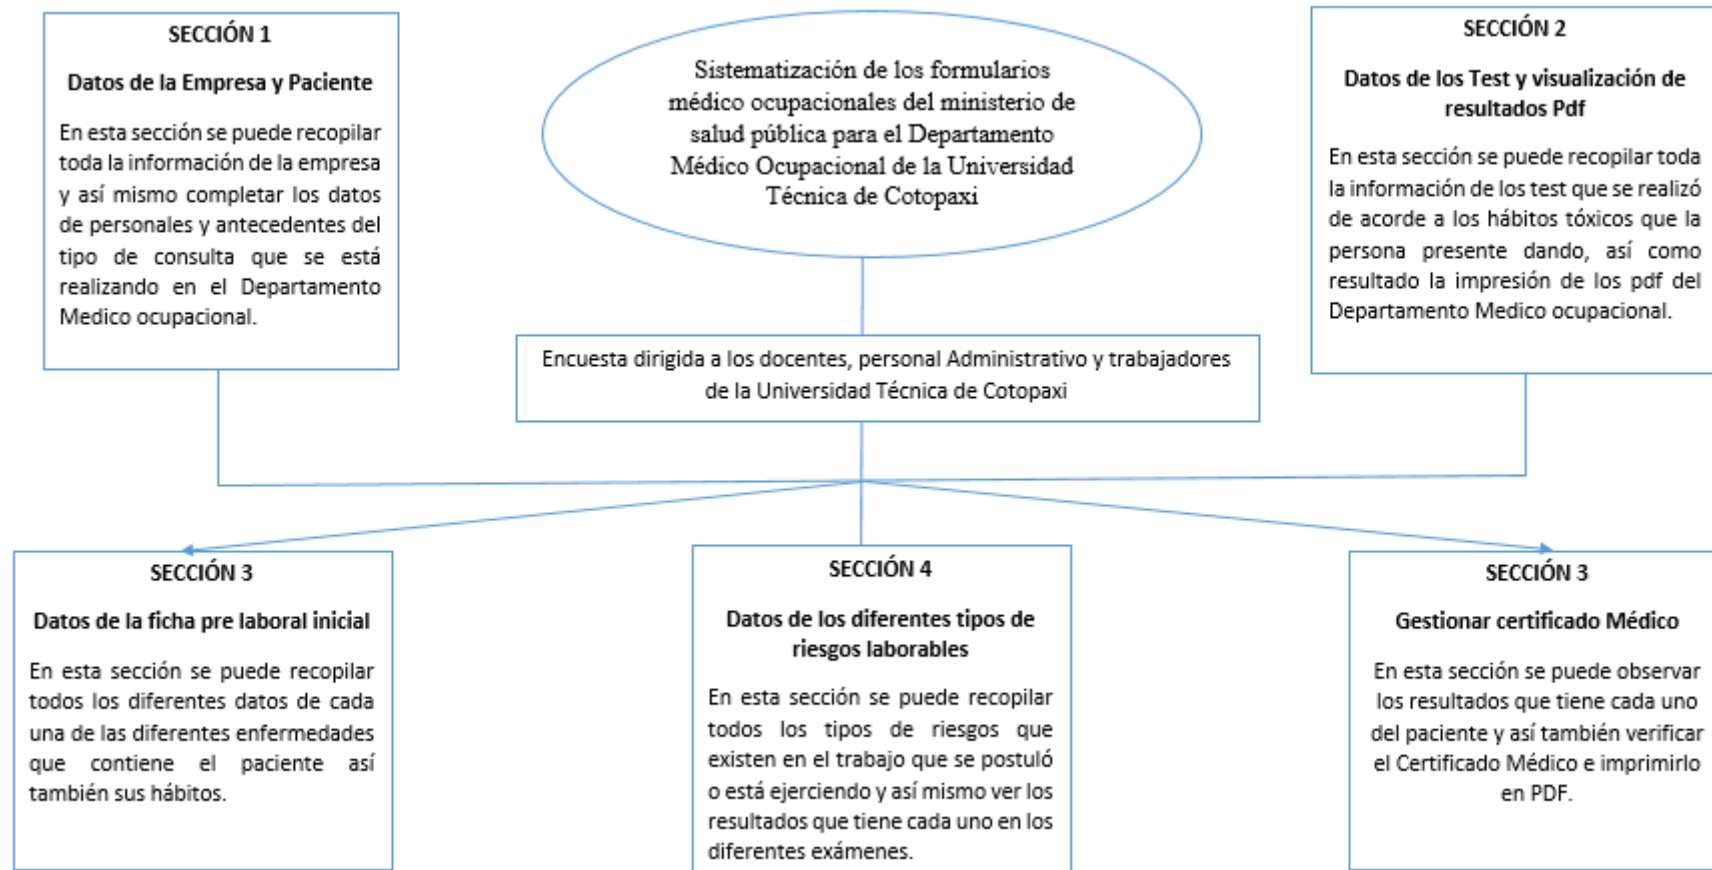 SECCIÓN 1
Datos de la Empresa y Paciente
En esta sección se puede recopilar
toda la información de la empresa
y así mismo completar los datos
de personales y antecedentes del
tipo de consulta que se está
realizando en el Departamento
Medico ocupacional.
Sistematización de los formularios
médico ocupacionales del ministerio de
salud pública para el Departamento
Médico Ocupacional de la Universidad
Técnica de Cotopaxi
SECCIÓN 2
Datos de los Test y visualización de
resultados Pdf
En esta sección se puede recopilar toda
la información de los test que se realizó
de acorde a los hábitos tóxicos que la
persona presente dando, así como
resultado la impresión de los pdf del
Departamento Medico ocupacional.
Encuesta dirigida a los docentes, personal Administrativo y trabajadores
de la Universidad Técnica de Cotopaxi
SECCIÓN 3
Datos de la ficha pre laboral inicial
En esta sección se puede recopilar
todos los diferentes datos de cada
una de las diferentes enfermedades
que contiene el paciente así
también sus hábitos.
SECCIÓN 4
Datos de los diferentes tipos de
riesgos laborables
En esta sección se puede recopilar
todos los tipos de riesgos que
existen en el trabajo que se postuló
o está ejerciendo y así mismo ver los
resultados que tiene cada uno en los
diferentes exámenes.
SECCIÓN 3
Gestionar certificado Médico
En esta sección se puede observar
los resultados que tiene cada uno
del paciente y así también verificar
el Certificado Médico e imprimirlo
en PDF.